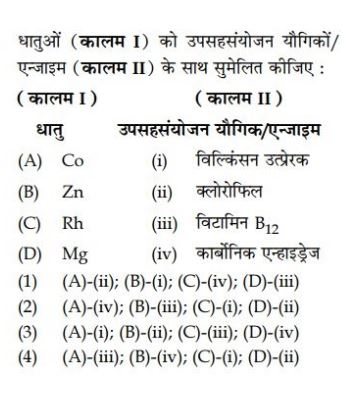 धातुओं (कालम I) को उपसहसंयोजन यौगिकों/
एन्जाइम (कालम II) के साथ सुमेलित कीजिए :
(कालम I) (कालम II)
धातु उपसहसंयोजन यौगिक/एन्जाइम
(A) Co (i) विल्किंसन उत्प्रेरक
(B) Zn (ii) क्लोरोफिल
(C) Rh (iii) विटामिन B₁₂
(D) Mg (iv) कार्बोनिक एन्हाइड्रेज
(1) (A)-(ii); (B)-(i); (C)-(iv); (D)-(iii)
(2) (A)-(iv); (B)-(iii); (C)-(i); (D)-(ii)
(3) (A)-(i); (B)-(ii); (C)-(iii); (D)-(iv)
(4) (A)-(iii); (B)-(iv); (C)-(i); (D)-(ii)